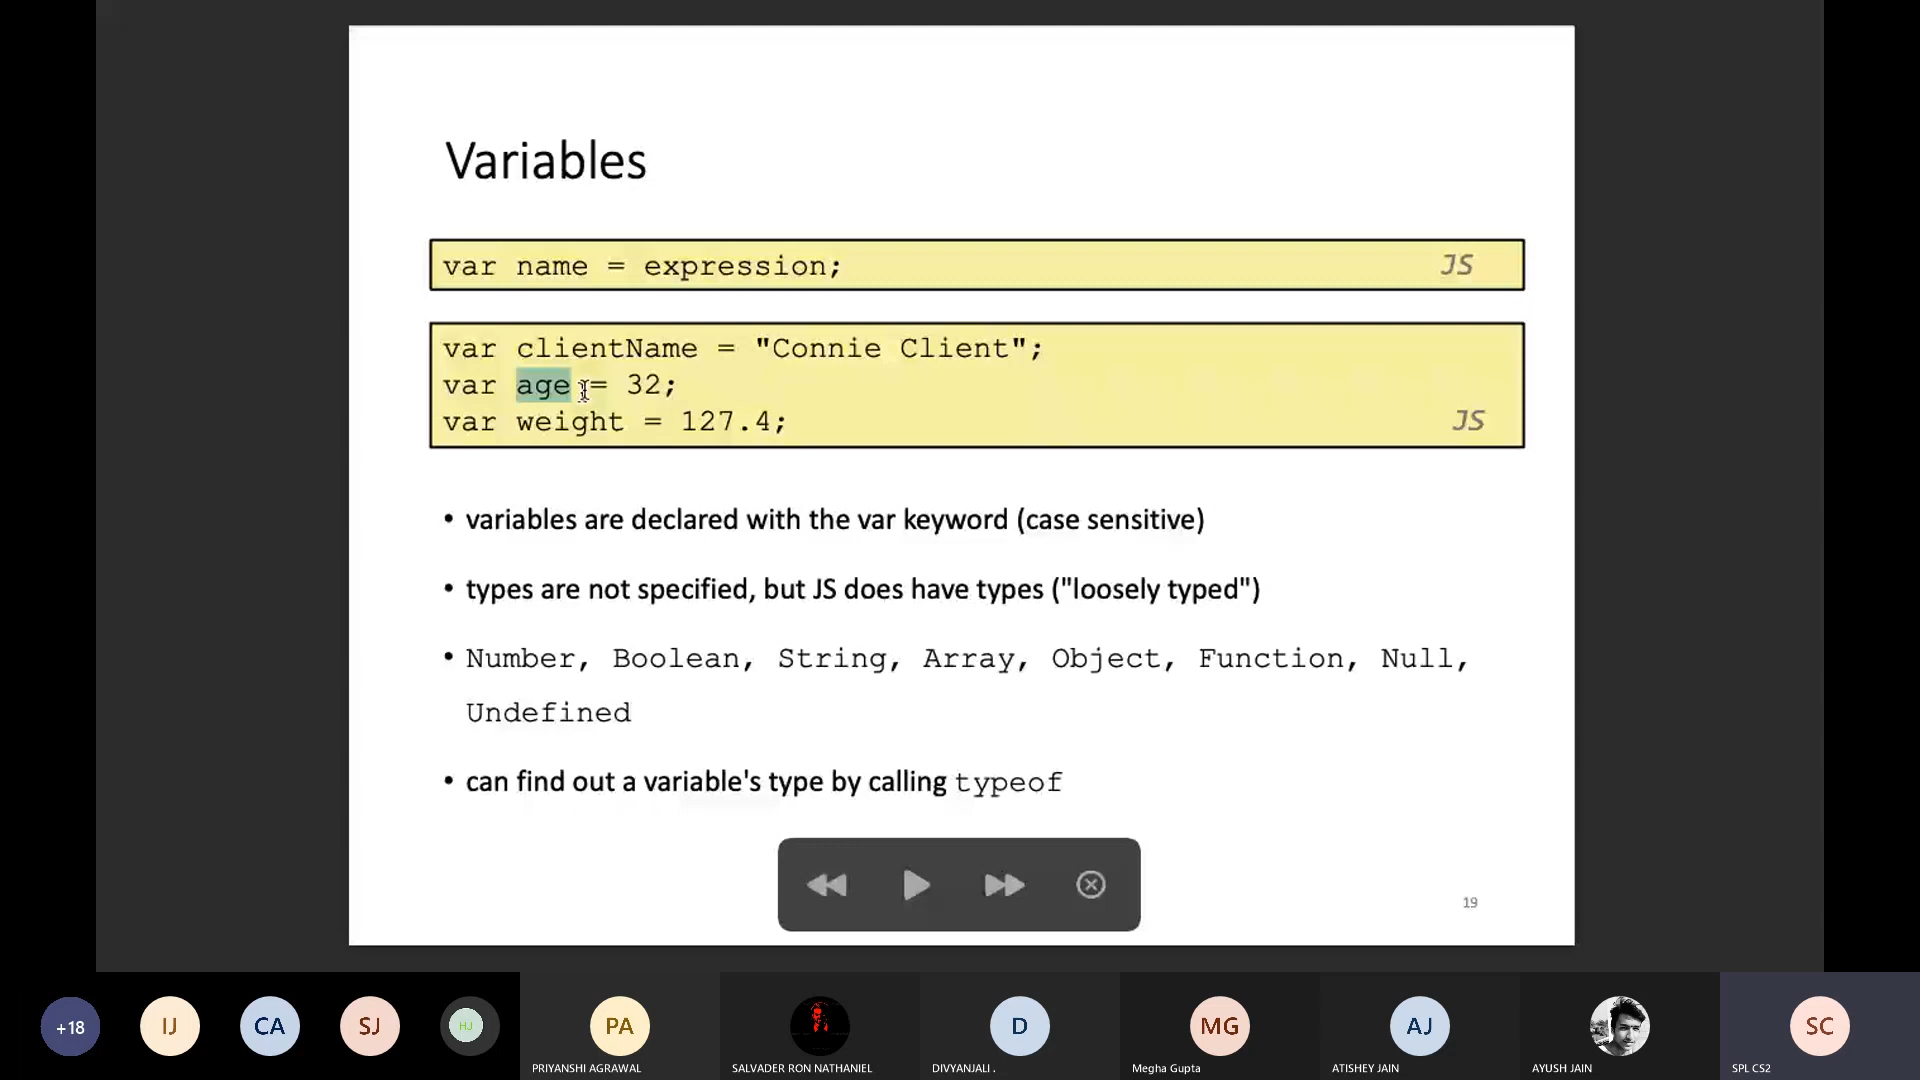 Variables
var name = expression;
JS
var clientName = "Connie Client";
var age = 32;
var weight = 127.4;
JS
• variables are declared with the var keyword (case sensitive)
• types are not specified, but JS does have types ("loosely typed")
• Number, Boolean, String, Array, Object, Function, Null,
Undefined
• can find out a variable's type by calling typeof
19
+18
IJ
CA
SJ
HJ
PA
D
MG
AJ
SC
PRIYANSHI AGRAWAL
SALVADER RON NATHANIEL
DIVYANJALI .
Megha Gupta
ATISHEY JAIN
AYUSH JAIN
SPL CS2